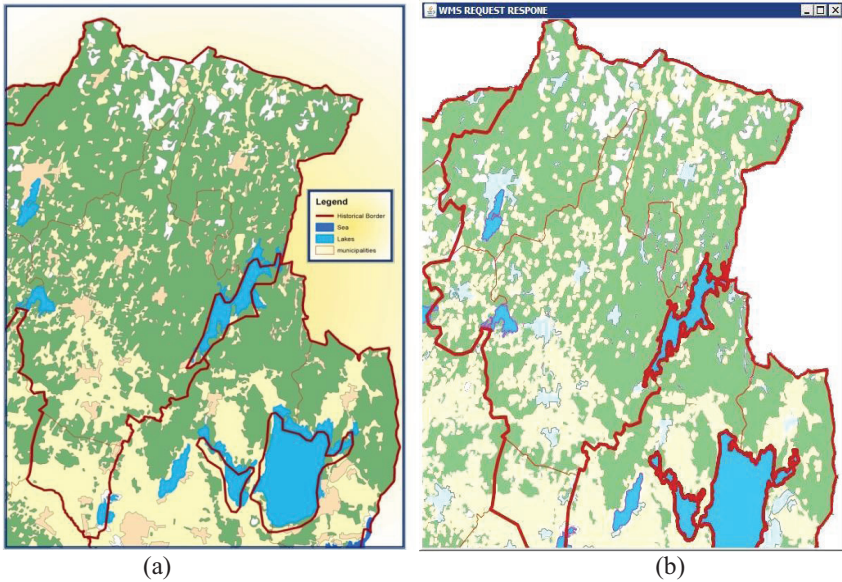 WMS REQUEST RESPONE
Legend
Historical Border
Sea
Lakes
municipalities
(a)
(b)